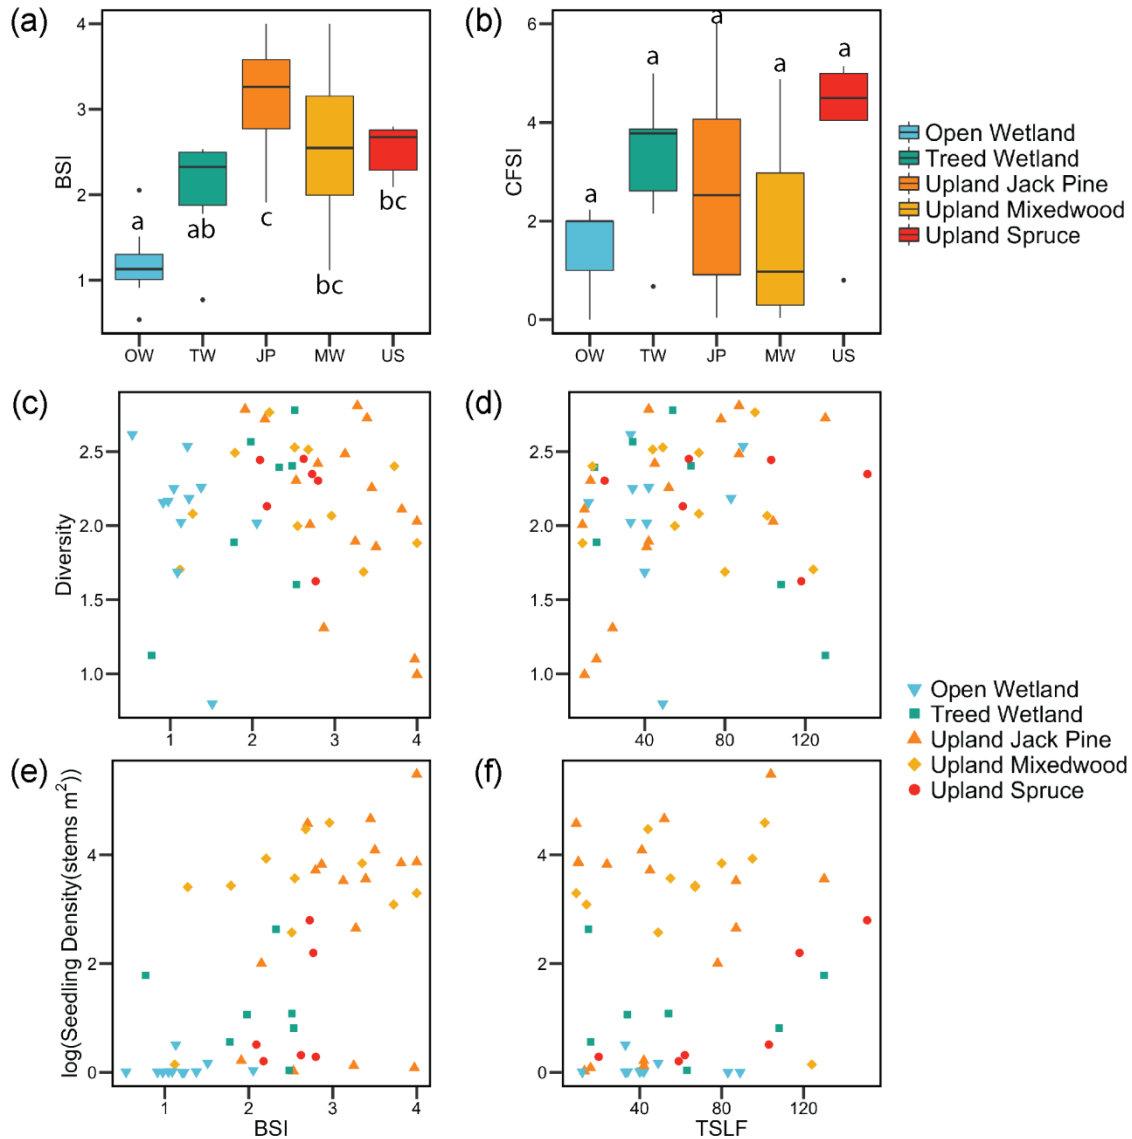 (a)
BSI
4
3
2
1
a
ab
c
bc
bc
OW TW JP MW US
(b)
CFSI
6
4
2
0
a
a
a
a
a
OW TW JP MW US
Open Wetland
Treed Wetland
Upland Jack Pine
Upland Mixedwood
Upland Spruce
(c)
Diversity
2.5
2.0
1.5
1.0
1 2 3 4
(d)
2.5
2.0
1.5
1.0
40 80 120
Open Wetland
Treed Wetland
Upland Jack Pine
Upland Mixedwood
Upland Spruce
(e)
log(Seedling Density(stems m²))
4
2
0
1 2 3 4
BSI
(f)
4
2
0
40 80 120
TSLF